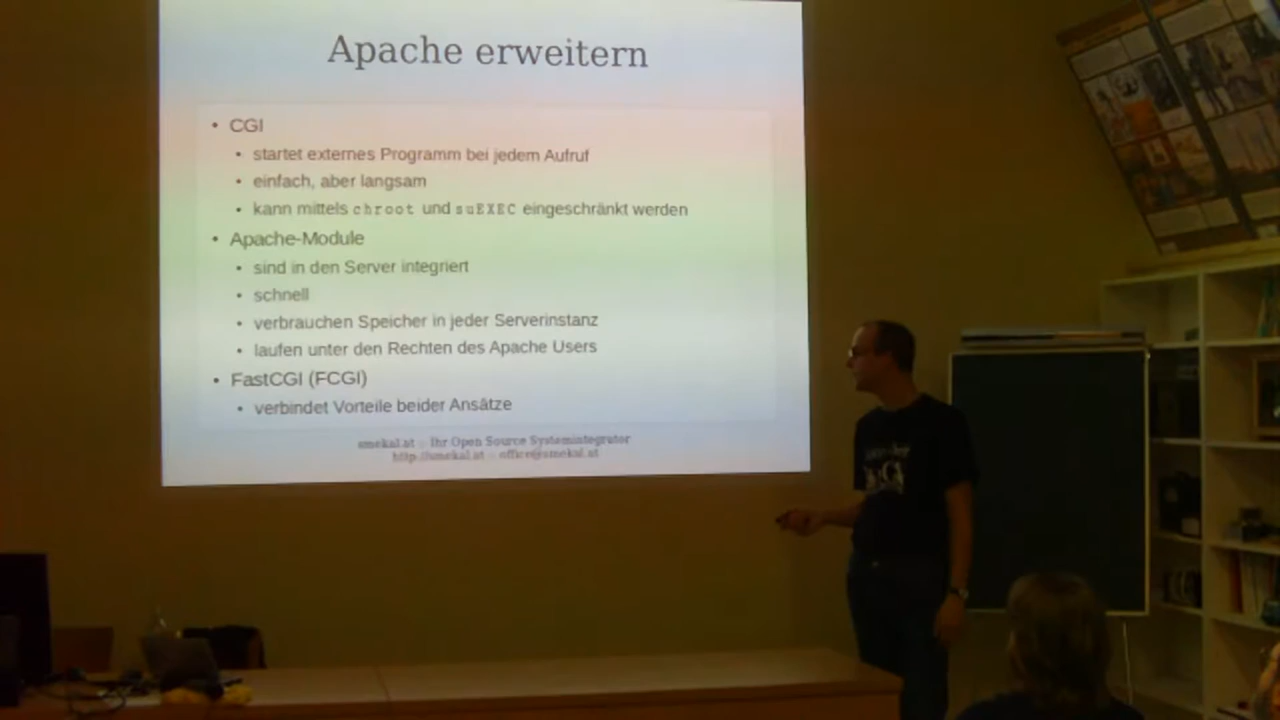 Apache erweitern
• CGI
• startet externes Programm bei jedem Aufruf
• einfach, aber langsam
• kann mittels chroot und suEXEC eingeschränkt werden
• Apache-Module
• sind in den Server integriert
• schnell
• verbrauchen Speicher in jeder Serverinstanz
• laufen unter den Rechten des Apache Users
• FastCGI (FCGI)
• verbindet Vorteile beider Ansätze
smekal.at :: Ihr Open Source Systemintegrator
http://smekal.at :: office@smekal.at